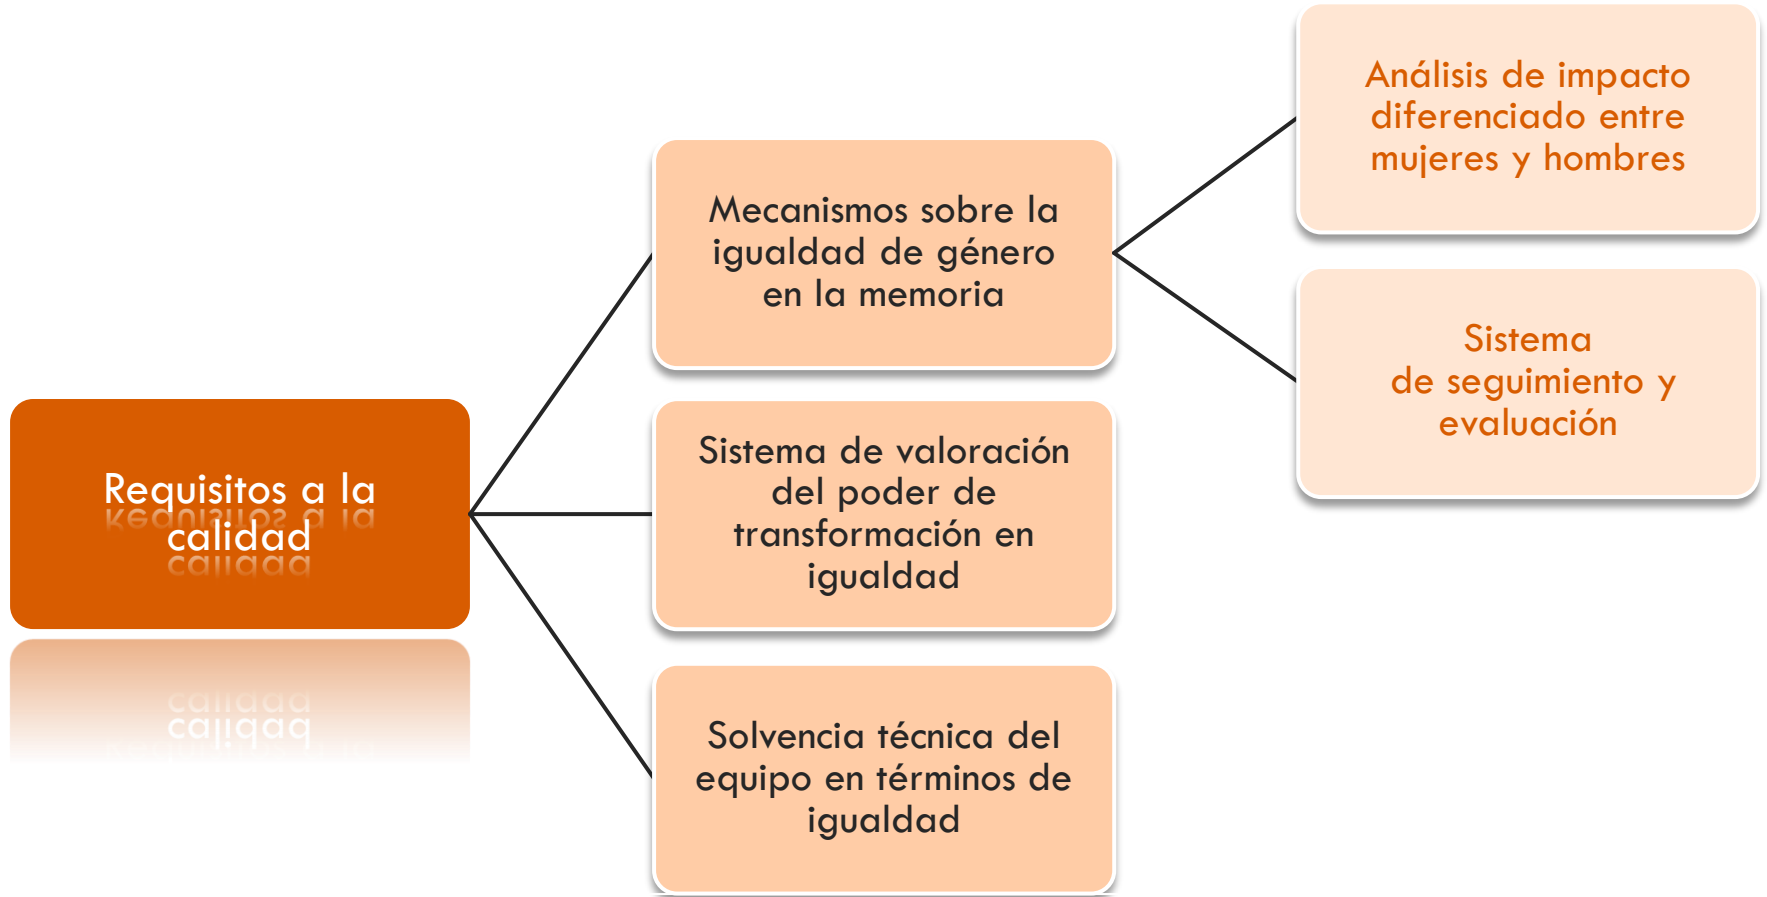 Requisitos a la
calidad
Mecanismos sobre la
igualdad de género
en la memoria
Análisis de impacto
diferenciado entre
mujeres y hombres
Sistema
de seguimiento y
evaluación
Sistema de valoración
del poder de
transformación en
igualdad
Solvencia técnica del
equipo en términos de
igualdad